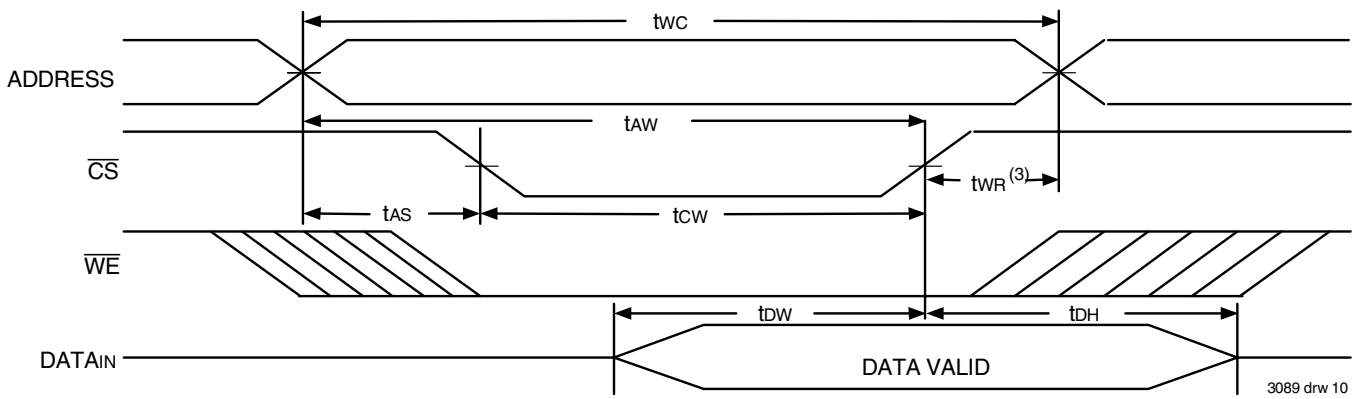 tWC
ADDRESS
tAW
CS
tWR (3)
tAS
tCW
WE
tDW
tDH
DATAIN
DATA VALID
3089 drw 10